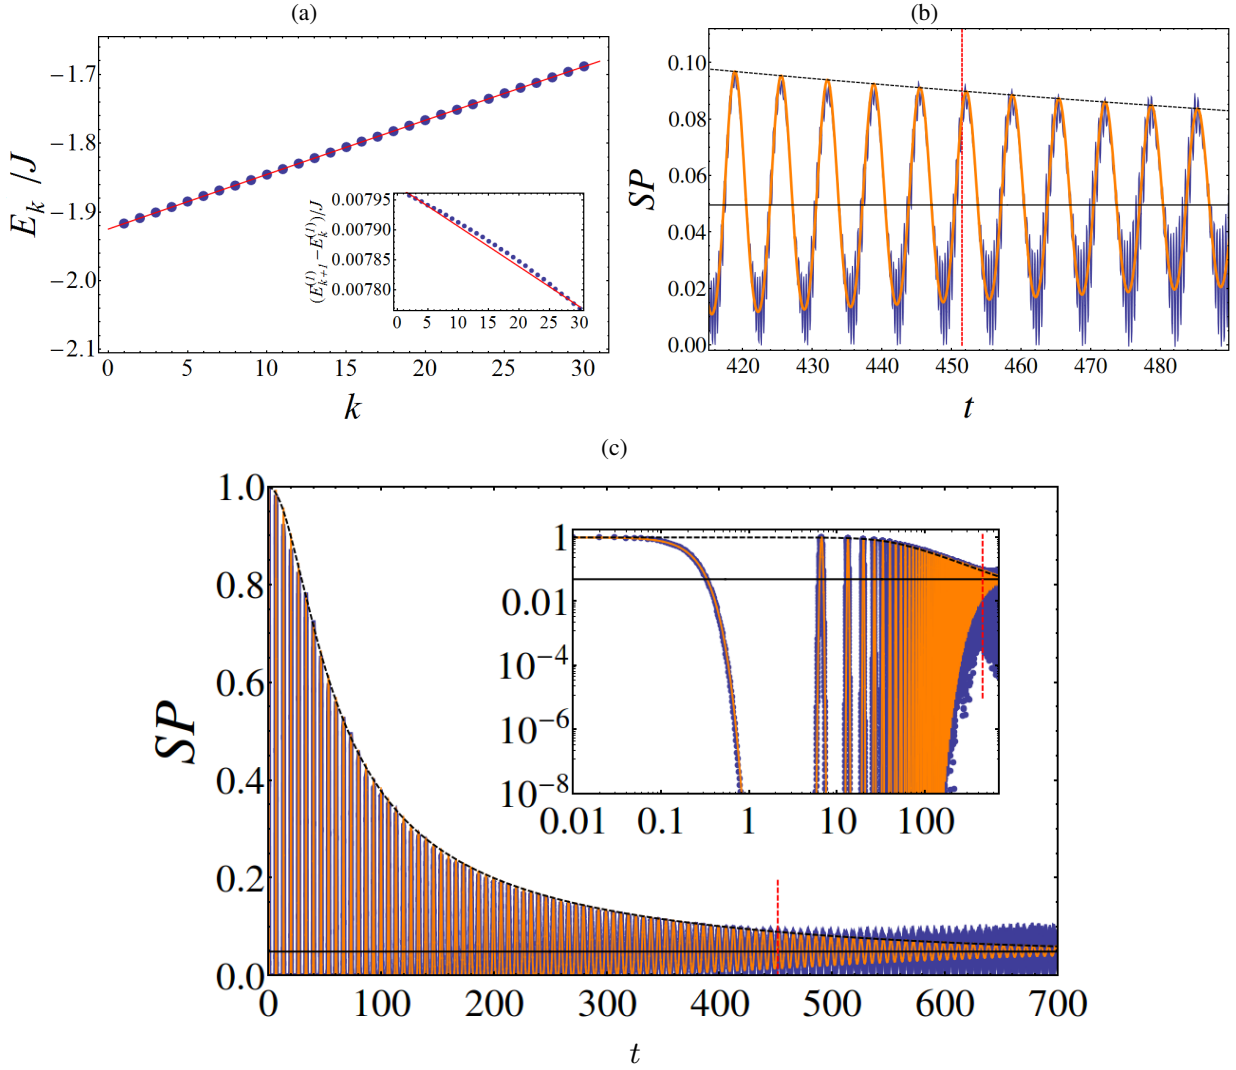 (a)
(b)
−1.7
−1.8
−1.9
−2.0
−2.1
E_k /J
0 5 10 15 20 25 30
k
0.00795
0.00790
0.00785
0.00780
(E_{k+1}^{(I)} − E_k^{(I)})/J
0 5 10 15 20 25 30
0.10
0.08
0.06
0.04
0.02
0.00
SP
420 430 440 450 460 470 480
t
(c)
1.0
0.8
0.6
0.4
0.2
0.0
SP
0 100 200 300 400 500 600 700
t
1
0.01
10^{−4}
10^{−6}
10^{−8}
0.01 0.1 1 10 100